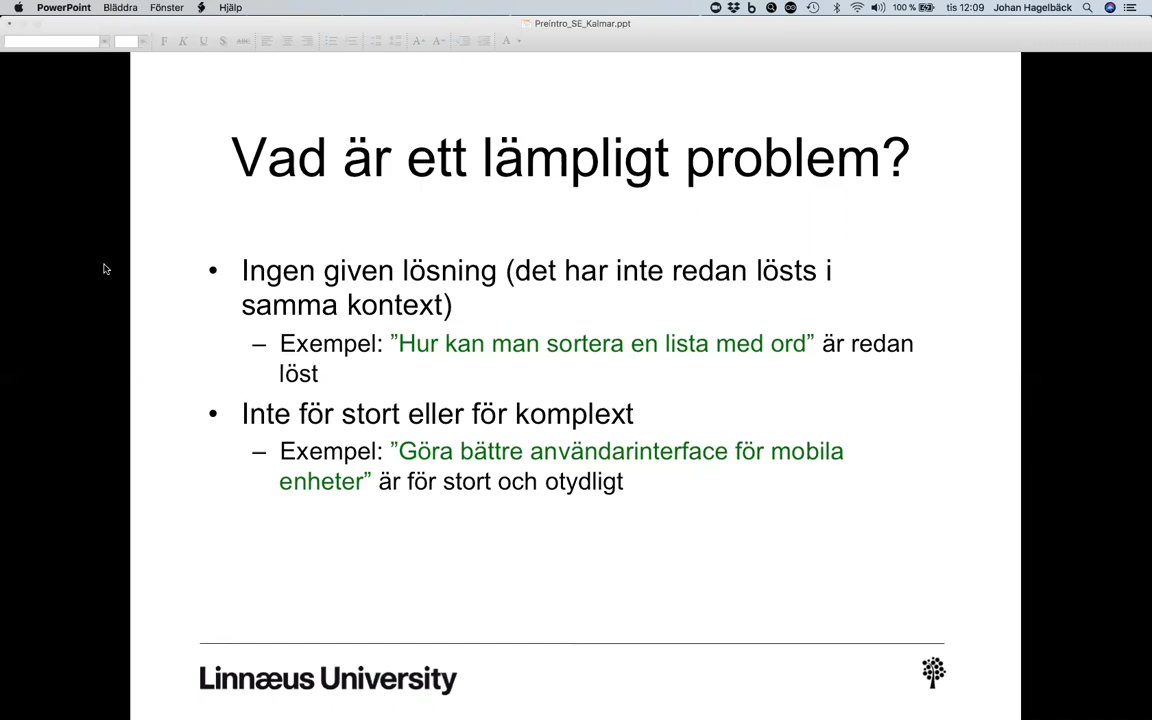 PowerPoint Bläddra Fönster Hjälp 100 % tis 12:09 Johan Hagelbäck
Preintro_SE_Kalmar.ppt
F K U S ABC A A A
Vad är ett lämpligt problem?
• Ingen given lösning (det har inte redan lösts i
samma kontext)
– Exempel: ”Hur kan man sortera en lista med ord” är redan
löst
• Inte för stort eller för komplext
– Exempel: ”Göra bättre användarinterface för mobila
enheter” är för stort och otydligt
Linnæus University